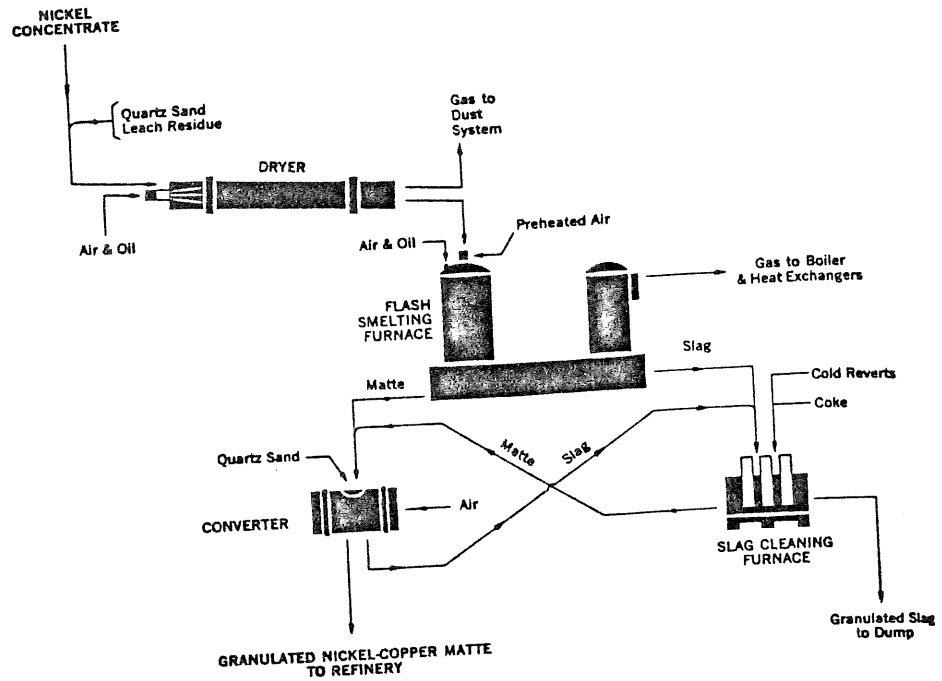 NICKEL
CONCENTRATE
Quartz Sand
Leach Residue
Gas to
Dust
System
DRYER
Air & Oil
Preheated Air
Air & Oil
Gas to Boiler
& Heat Exchangers
FLASH
SMELTING
FURNACE
Slag
Matte
Cold Reverts
Coke
Matte
Slag
Quartz Sand
Air
CONVERTER
SLAG CLEANING
FURNACE
Granulated Slag
to Dump
GRANULATED NICKEL-COPPER MATTE
TO REFINERY